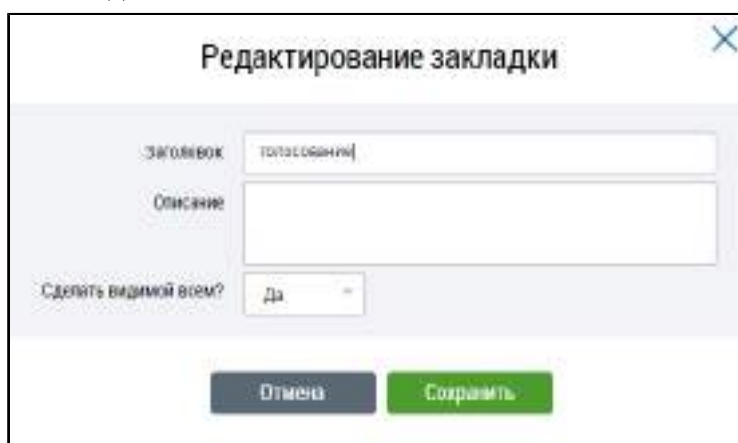 Редактирование закладки
Заголовок
голосование
Описание
Сделать видимой всем?
Да
Отмена
Сохранить